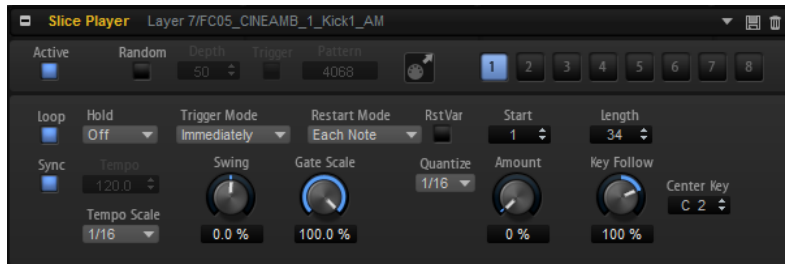 Slice Player Layer 7/FC05_CINEAMB_1_Kick1_AM
Active Random Depth Trigger Pattern
50 4068 1 2 3 4 5 6 7 8
Loop Hold Trigger Mode Restart Mode RstVar Start Length
Off Immediately Each Note 1 34
Sync Tempo Swing Gate Scale Quantize Amount Key Follow
120.0 1/16 Center Key
C 2
Tempo Scale
1/16 0.0 % 100.0 % 0 % 100 %